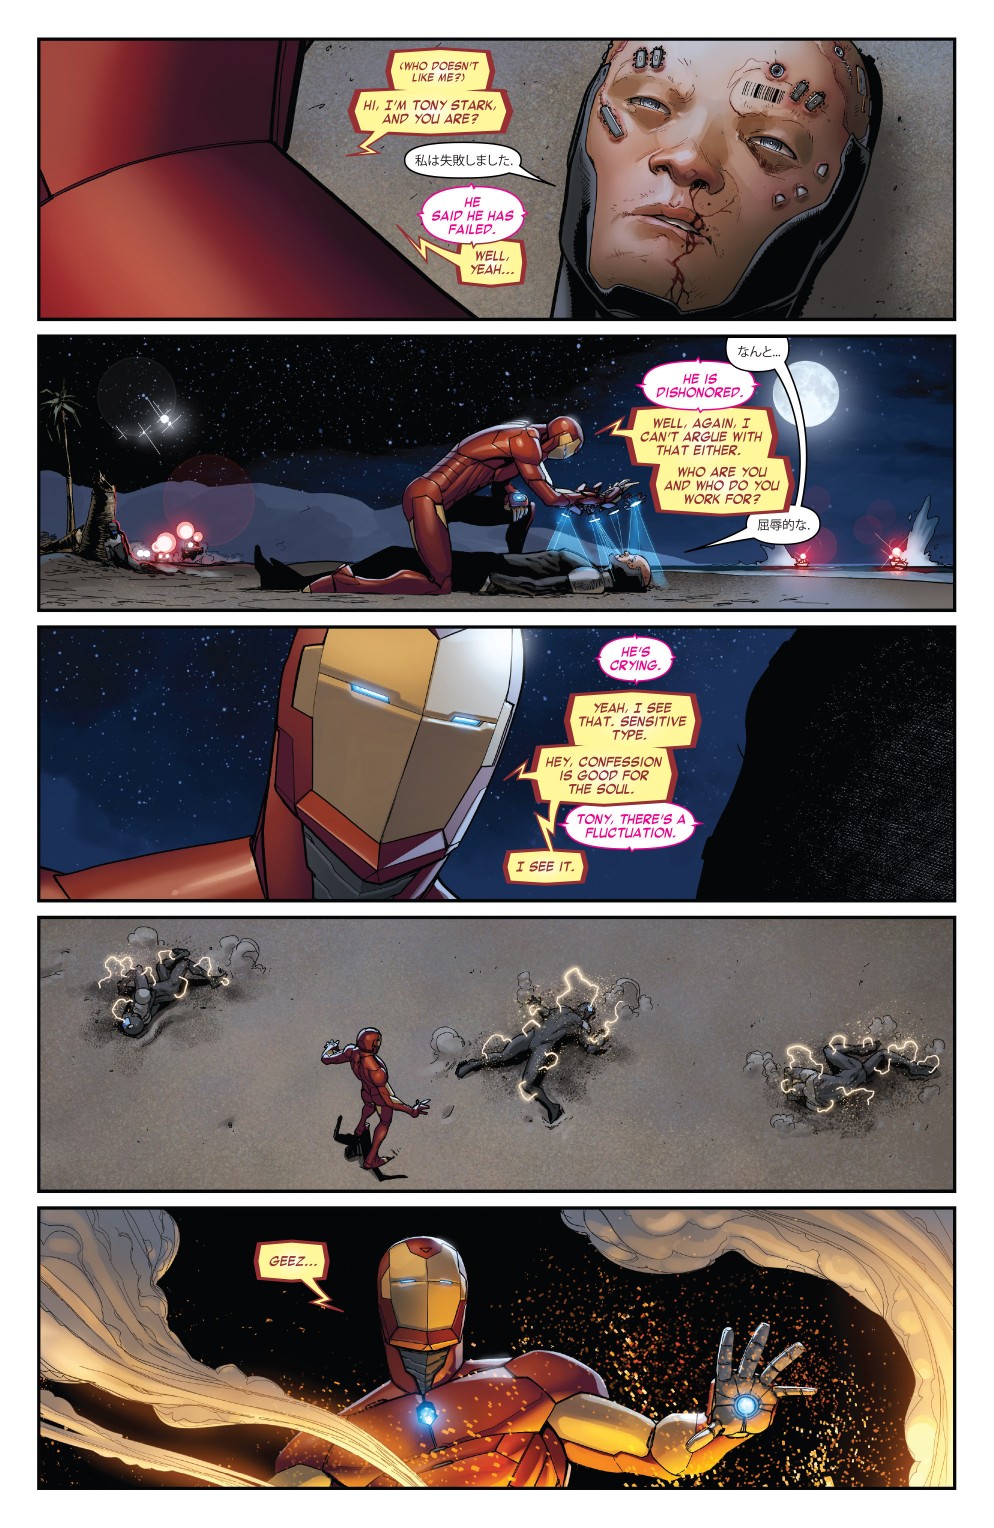 (WHO DOESN'T
LIKE ME?)
HI, I'M TONY STARK,
AND YOU ARE?
私は失敗しました.
HE
SAID HE HAS
FAILED.
WELL,
YEAH...
なんと...
HE IS
DISHONORED.
WELL, AGAIN, I
CAN'T ARGUE WITH
THAT EITHER.
WHO ARE YOU
AND WHO DO YOU
WORK FOR?
屈辱的な.
HE'S
CRYING.
YEAH, I SEE
THAT. SENSITIVE
TYPE.
HEY, CONFESSION
IS GOOD FOR
THE SOUL.
TONY, THERE'S A
FLUCTUATION.
I SEE IT.
GEEZ...